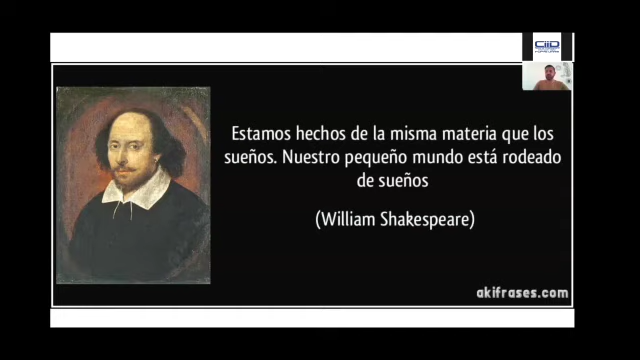 CiiD
Estamos hechos de la misma materia que los
sueños. Nuestro pequeño mundo está rodeado
de sueños
(William Shakespeare)
akifrases.com